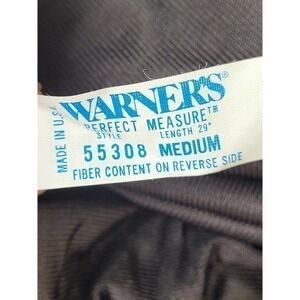 WARNER'S®
PERFECT MEASURE™
STYLE LENGTH 29"
55308 MEDIUM
FIBER CONTENT ON REVERSE SIDE
MADE IN U.S.A